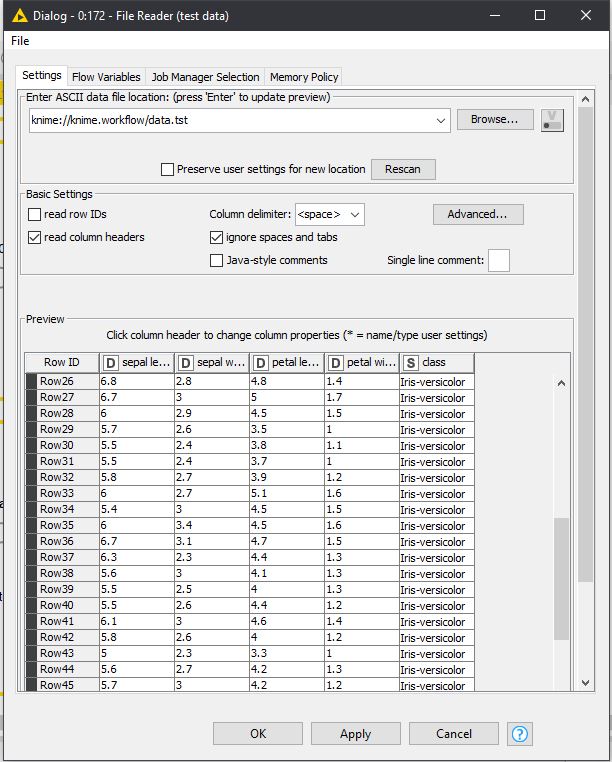 Dialog - 0:172 - File Reader (test data)
File
Settings Flow Variables Job Manager Selection Memory Policy
Enter ASCII data file location: (press 'Enter' to update preview)
knime://knime.workflow/data.tst Browse... V
Preserve user settings for new location Rescan
Basic Settings
read row IDs Column delimiter: <space> Advanced...
read column headers ignore spaces and tabs
Java-style comments Single line comment:
Preview
Click column header to change column properties (* = name/type user settings)
Row ID D sepal le... D sepal w... D petal le... D petal wi... S class
Row26 6.8 2.8 4.8 1.4 Iris-versicolor
Row27 6.7 3 5 1.7 Iris-versicolor
Row28 6 2.9 4.5 1.5 Iris-versicolor
Row29 5.7 2.6 3.5 1 Iris-versicolor
Row30 5.5 2.4 3.8 1.1 Iris-versicolor
Row31 5.5 2.4 3.7 1 Iris-versicolor
Row32 5.8 2.7 3.9 1.2 Iris-versicolor
Row33 6 2.7 5.1 1.6 Iris-versicolor
Row34 5.4 3 4.5 1.5 Iris-versicolor
Row35 6 3.4 4.5 1.6 Iris-versicolor
Row36 6.7 3.1 4.7 1.5 Iris-versicolor
Row37 6.3 2.3 4.4 1.3 Iris-versicolor
Row38 5.6 3 4.1 1.3 Iris-versicolor
Row39 5.5 2.5 4 1.3 Iris-versicolor
Row40 5.5 2.6 4.4 1.2 Iris-versicolor
Row41 6.1 3 4.6 1.4 Iris-versicolor
Row42 5.8 2.6 4 1.2 Iris-versicolor
Row43 5 2.3 3.3 1 Iris-versicolor
Row44 5.6 2.7 4.2 1.3 Iris-versicolor
Row45 5.7 3 4.2 1.2 Iris-versicolor
OK Apply Cancel ?